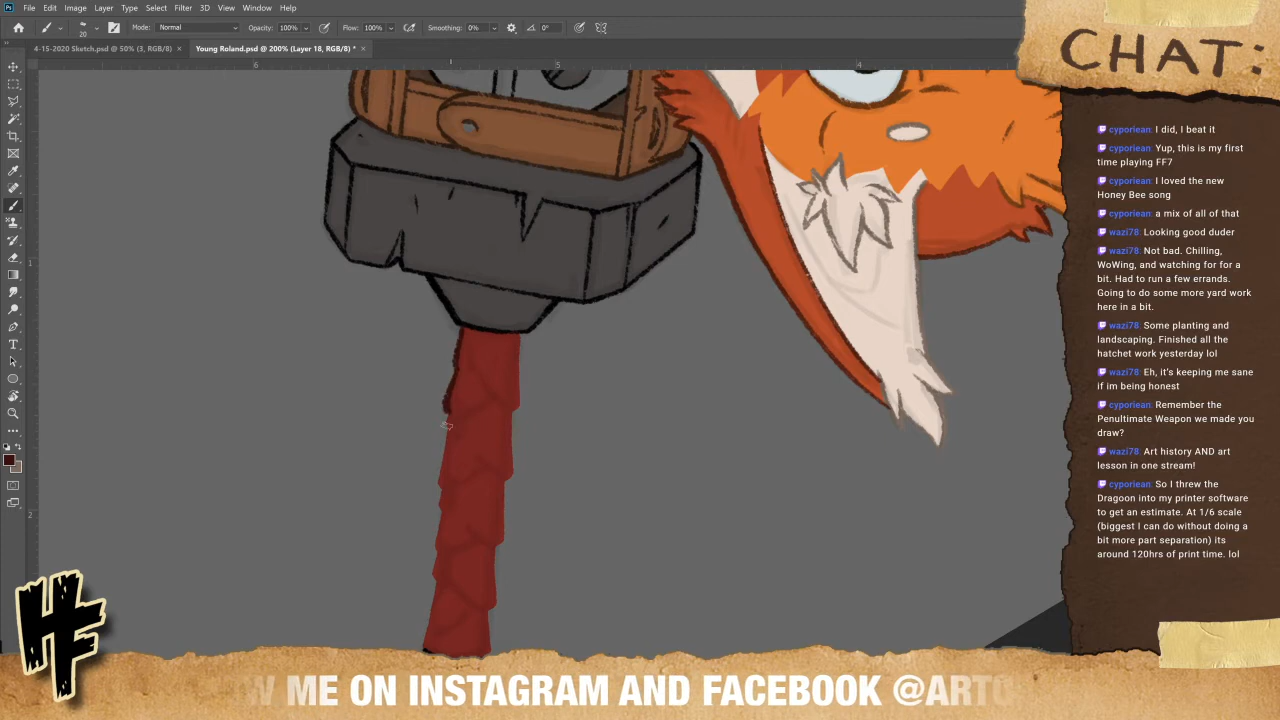 File Edit Image Layer Type Select Filter 3D View Window Help
20 Mode: Normal Opacity: 100% Flow: 100% Smoothing: 0% 0°
4-15-2020 Sketch.psd @ 50% (3, RGB/8) × Young Roland.psd @ 200% (Layer 18, RGB/8) * ×
6 5 4
1
2
CHAT:
cyporiean: I did, I beat it
cyporiean: Yup, this is my first
time playing FF7
cyporiean: I loved the new
Honey Bee song
cyporiean: a mix of all of that
wazi78: Looking good duder
wazi78: Not bad. Chilling,
WoWing, and watching for for a
bit. Had to run a few errands.
Going to do some more yard work
here in a bit.
wazi78: Some planting and
landscaping. Finished all the
hatchet work yesterday lol
wazi78: Eh, it's keeping me sane
if im being honest
cyporiean: Remember the
Penultimate Weapon we made you
draw?
wazi78: Art history AND art
lesson in one stream!
cyporiean: So I threw the
Dragoon into my printer software
to get an estimate. At 1/6 scale
(biggest I can do without doing a
bit more part separation) its
around 120hrs of print time. lol
HF
W ME ON INSTAGRAM AND FACEBOOK @ARTO